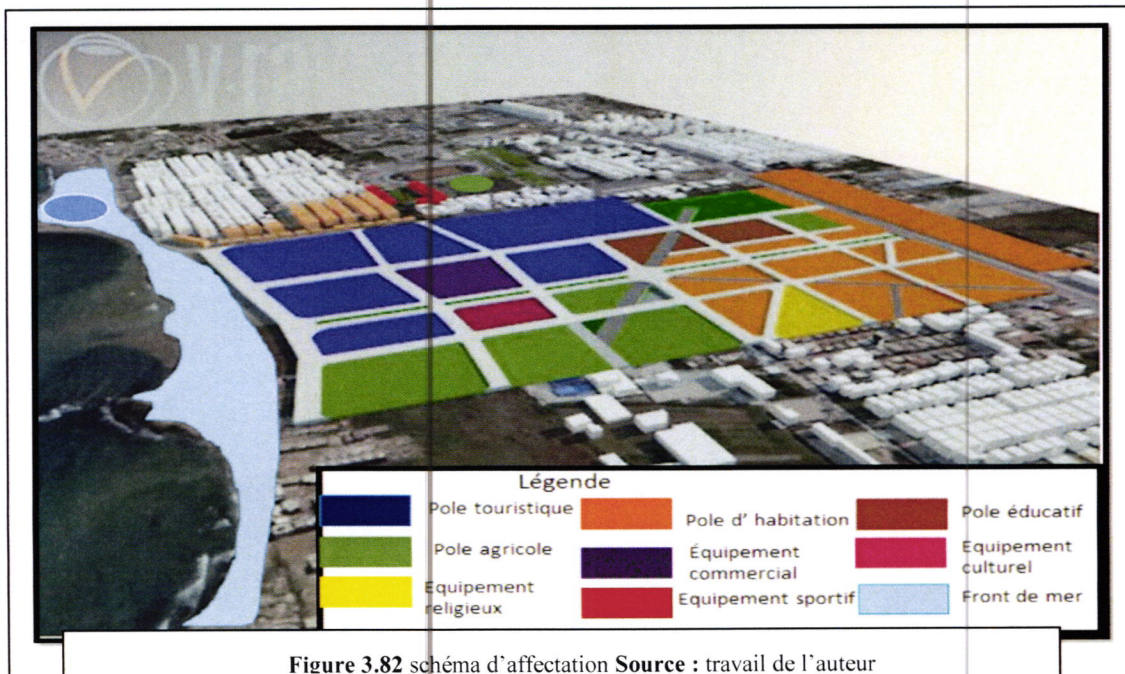 Légende
Pole touristique
Pole d' habitation
Pole éducatif
Pole agricole
Équipement
commercial
Equipement
culturel
Equipement
religieux
Equipement sportif
Front de mer
Figure 3.82 schéma d'affectation Source : travail de l'auteur